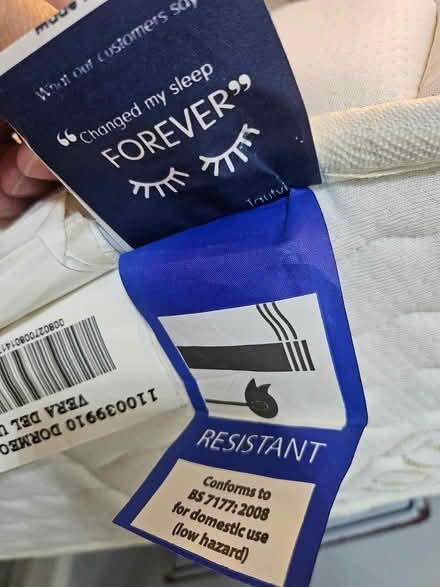 What our customers say
“Changed my sleep
FOREVER”
RESISTANT
Conforms to
BS 7177: 2008
for domestic use
(low hazard)
110039910 DORMEO
VERA DEL